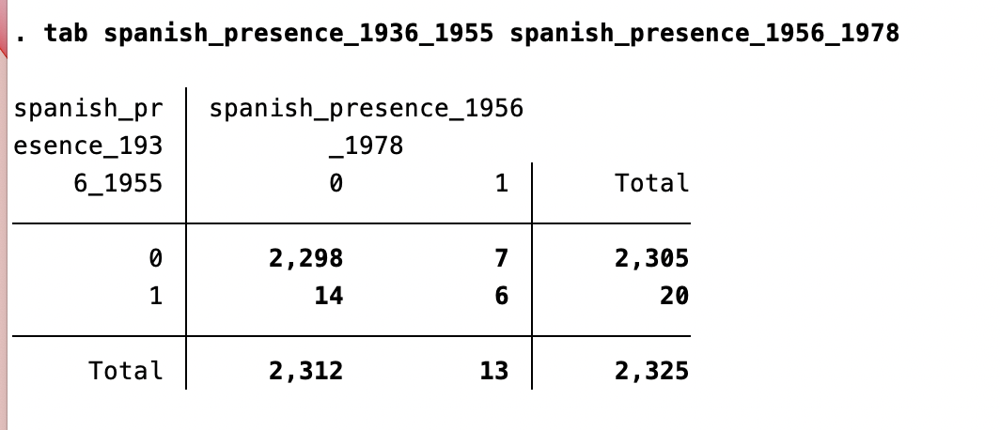 . tab spanish_presence_1936_1955 spanish_presence_1956_1978
spanish_pr spanish_presence_1956
esence_193 _1978
6_1955 0 1 Total
0 2,298 7 2,305
1 14 6 20
Total 2,312 13 2,325